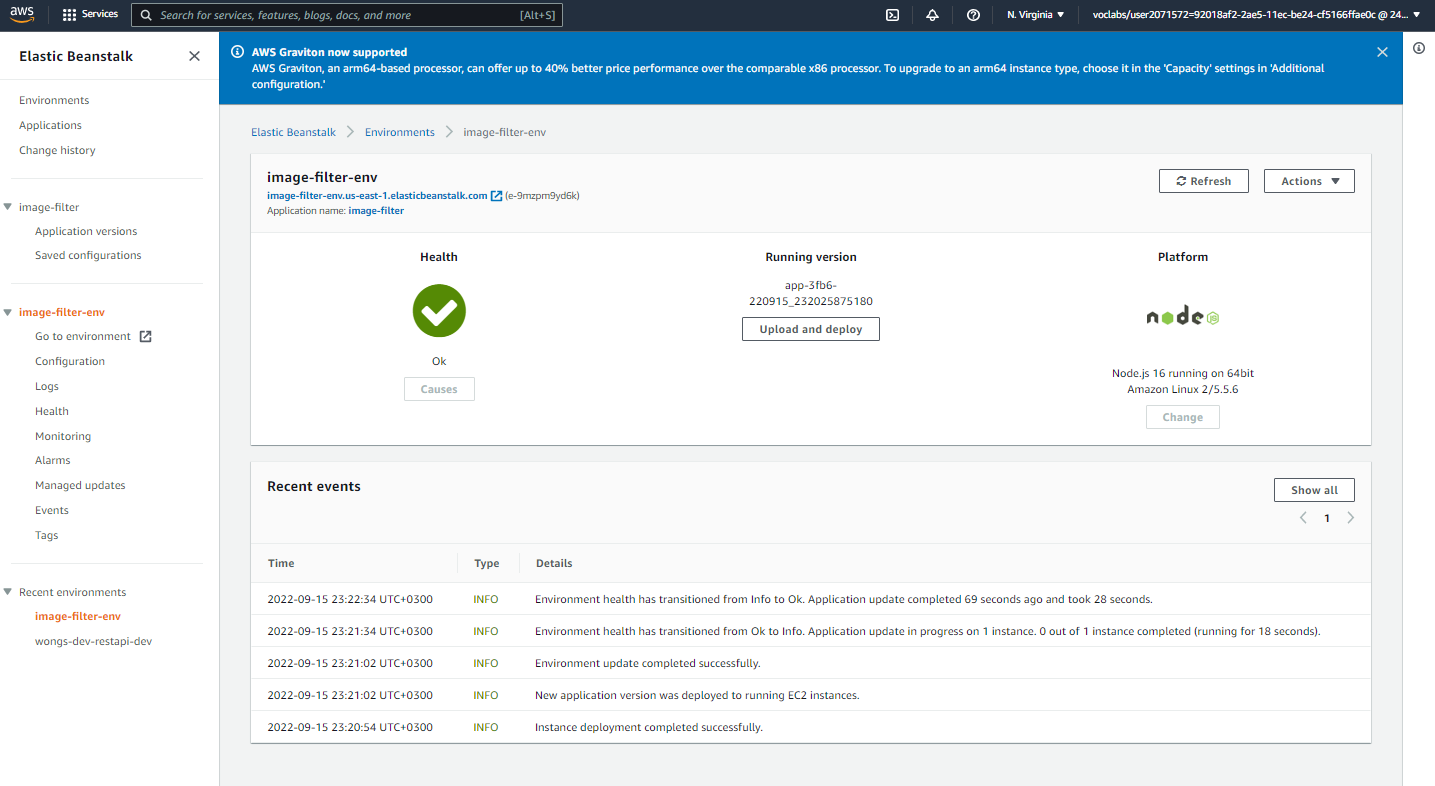 aws
Services
Search for services, features, blogs, docs, and more
[Alt+S]
N. Virginia
voclabs/user2071572=92018af2-2ae5-11ec-be24-cf5166ffae0c @ 24...
Elastic Beanstalk
Environments
Applications
Change history
image-filter
Application versions
Saved configurations
image-filter-env
Go to environment
Configuration
Logs
Health
Monitoring
Alarms
Managed updates
Events
Tags
Recent environments
image-filter-env
wongs-dev-restapi-dev
AWS Graviton now supported
AWS Graviton, an arm64-based processor, can offer up to 40% better price performance over the comparable x86 processor. To upgrade to an arm64 instance type, choose it in the 'Capacity' settings in 'Additional
configuration.'
Elastic Beanstalk > Environments > image-filter-env
image-filter-env
image-filter-env.us-east-1.elasticbeanstalk.com (e-9mzpm9yd6k)
Application name: image-filter
Refresh
Actions
Health
Ok
Causes
Running version
app-3fb6-
220915_232025875180
Upload and deploy
Platform
node JS
Node.js 16 running on 64bit
Amazon Linux 2/5.5.6
Change
Recent events
Show all
1
Time Type Details
2022-09-15 23:22:34 UTC+0300 INFO Environment health has transitioned from Info to Ok. Application update completed 69 seconds ago and took 28 seconds.
2022-09-15 23:21:34 UTC+0300 INFO Environment health has transitioned from Ok to Info. Application update in progress on 1 instance. 0 out of 1 instance completed (running for 18 seconds).
2022-09-15 23:21:02 UTC+0300 INFO Environment update completed successfully.
2022-09-15 23:21:02 UTC+0300 INFO New application version was deployed to running EC2 instances.
2022-09-15 23:20:54 UTC+0300 INFO Instance deployment completed successfully.